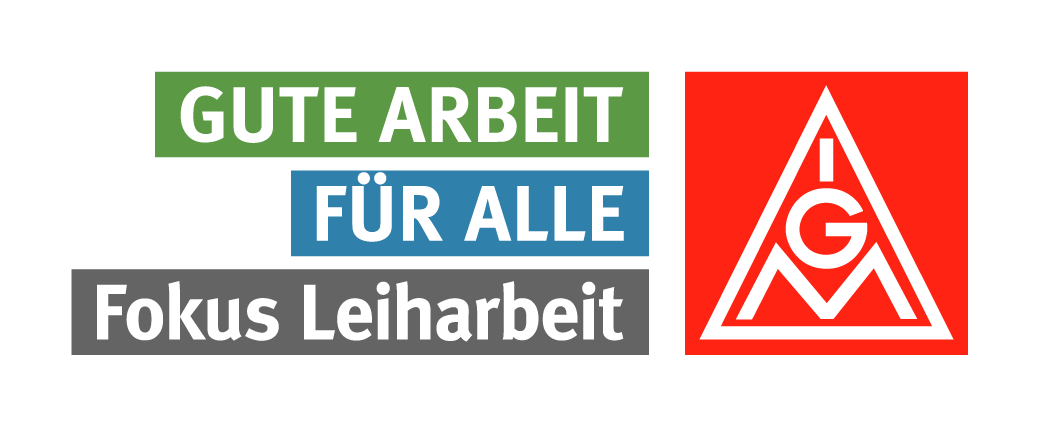 GUTE ARBEIT
FÜR ALLE
Fokus Leiharbeit
IGM